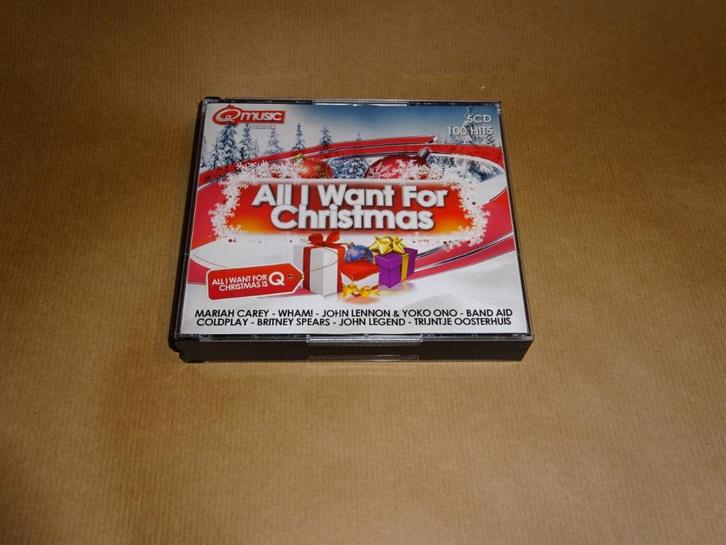 Q music
PRESENTS
5CD
100 HITS
All I Want For
Christmas
ALL I WANT FOR
CHRISTMAS IS Q
MARIAH CAREY - WHAM! - JOHN LENNON & YOKO ONO - BAND AID
COLDPLAY - BRITNEY SPEARS - JOHN LEGEND - TRIJNTJE OOSTERHUIS